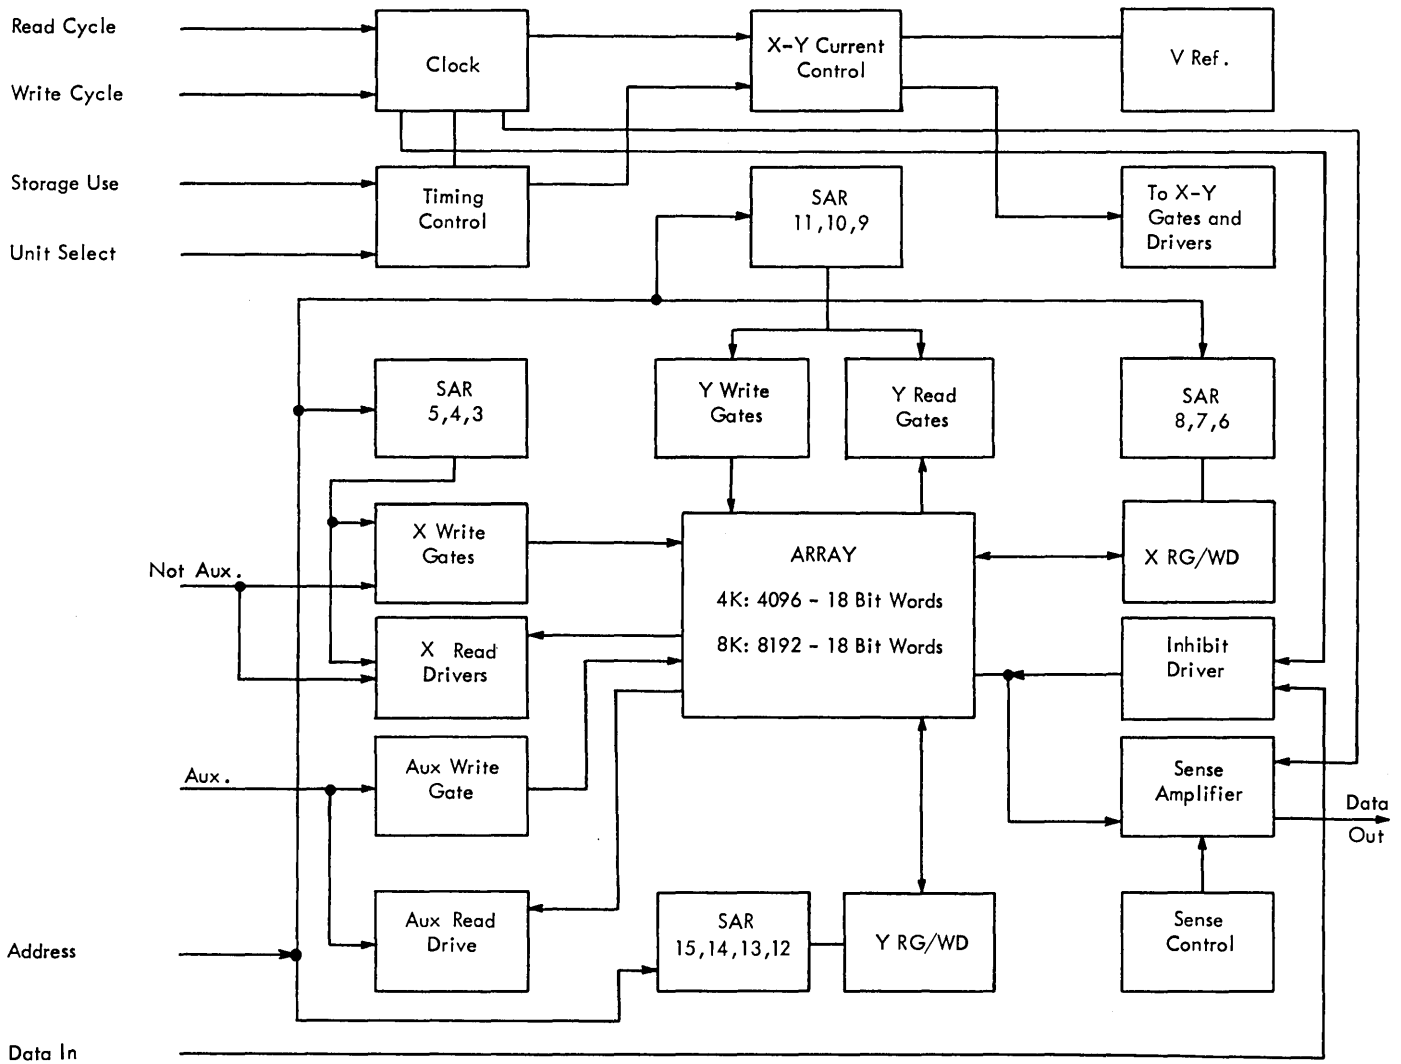 Read Cycle
Write Cycle
Clock
X-Y Current
Control
V Ref.
Storage Use
Unit Select
Timing
Control
SAR
11,10,9
To X-Y
Gates and
Drivers
SAR
5,4,3
Y Write
Gates
Y Read
Gates
SAR
8,7,6
X Write
Gates
ARRAY
4K: 4096 - 18 Bit Words
8K: 8192 - 18 Bit Words
X RG/WD
Not Aux.
X Read
Drivers
Inhibit
Driver
Aux.
Aux Write
Gate
Sense
Amplifier
Data
Out
Address
Aux Read
Drive
SAR
15,14,13,12
Y RG/WD
Sense
Control
Data In